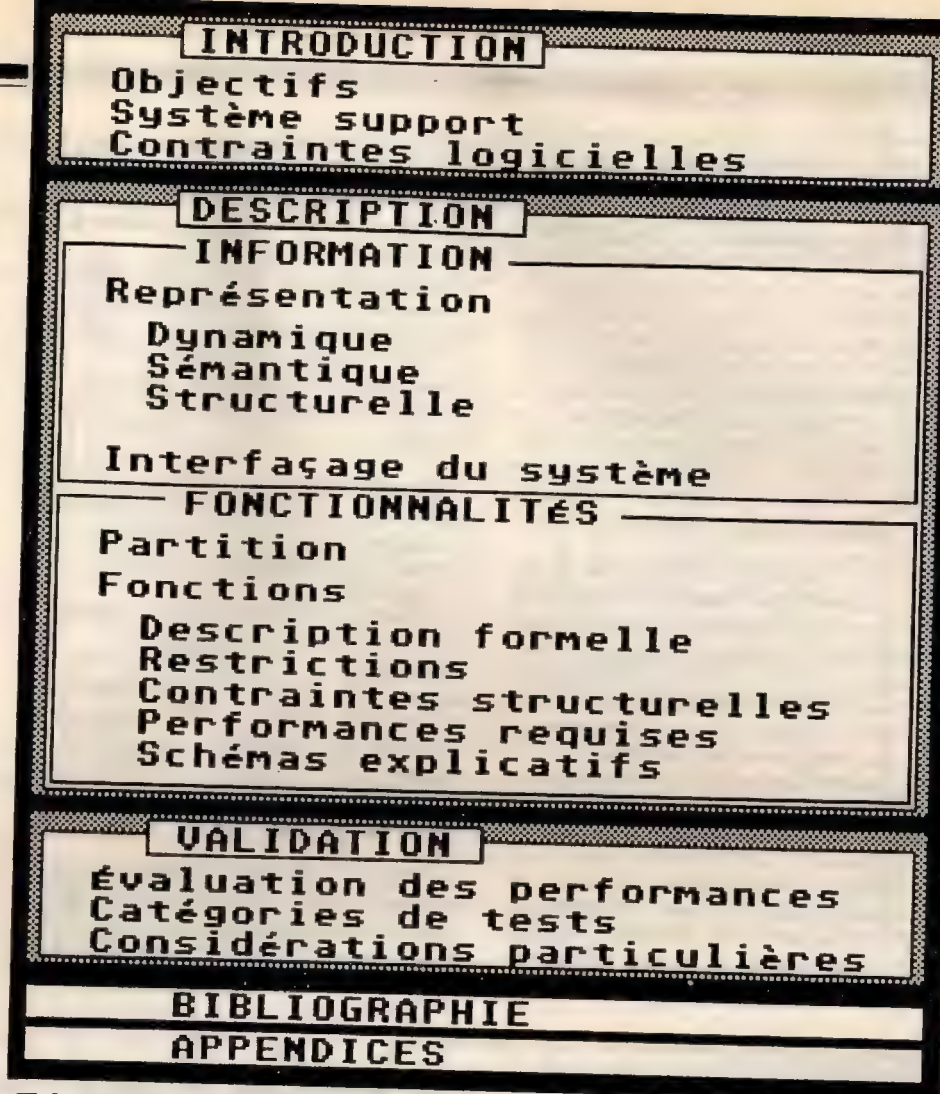 INTRODUCTION
Objectifs
Système support
Contraintes logicielles
DESCRIPTION
INFORMATION
Représentation
Dynamique
Sémantique
Structurelle
Interfaçage du système
FONCTIONNALITÉS
Partition
Fonctions
Description formelle
Restrictions
Contraintes structurelles
Performances requises
Schémas explicatifs
VALIDATION
Évaluation des performances
Catégories de tests
Considérations particulières
BIBLIOGRAPHIE
APPENDICES